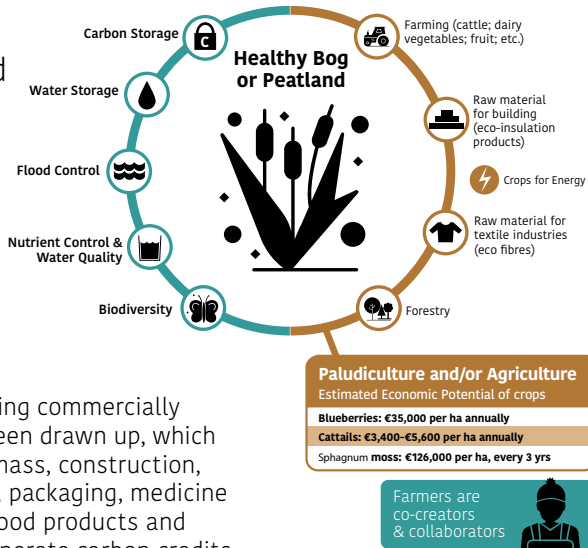 d
Healthy Bog
or Peatland
Carbon Storage
C
Water Storage
Flood Control
Nutrient Control &
Water Quality
Biodiversity
Farming (cattle; dairy
vegetables; fruit; etc.)
Raw material
for building
(eco-insulation
products)
Crops for Energy
Raw material for
textile industries
(eco fibres)
Forestry
Paludiculture and/or Agriculture
Estimated Economic Potential of crops
Blueberries: €35,000 per ha annually
Cattails: €3,400–€5,600 per ha annually
Sphagnum moss: €126,000 per ha, every 3 yrs
Farmers are
co-creators
& collaborators
ing commercially
een drawn up, which
mass, construction,
, packaging, medicine
ood products and
nerate carbon credits